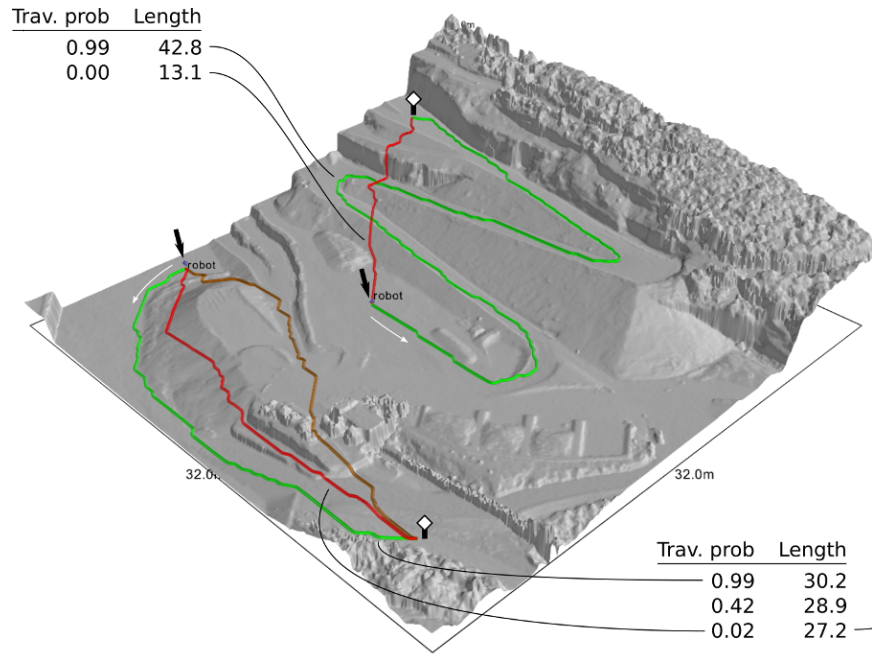 Trav. prob Length
0.99 42.8
0.00 13.1
robot
robot
32.0m
32.0m
Trav. prob Length
0.99 30.2
0.42 28.9
0.02 27.2